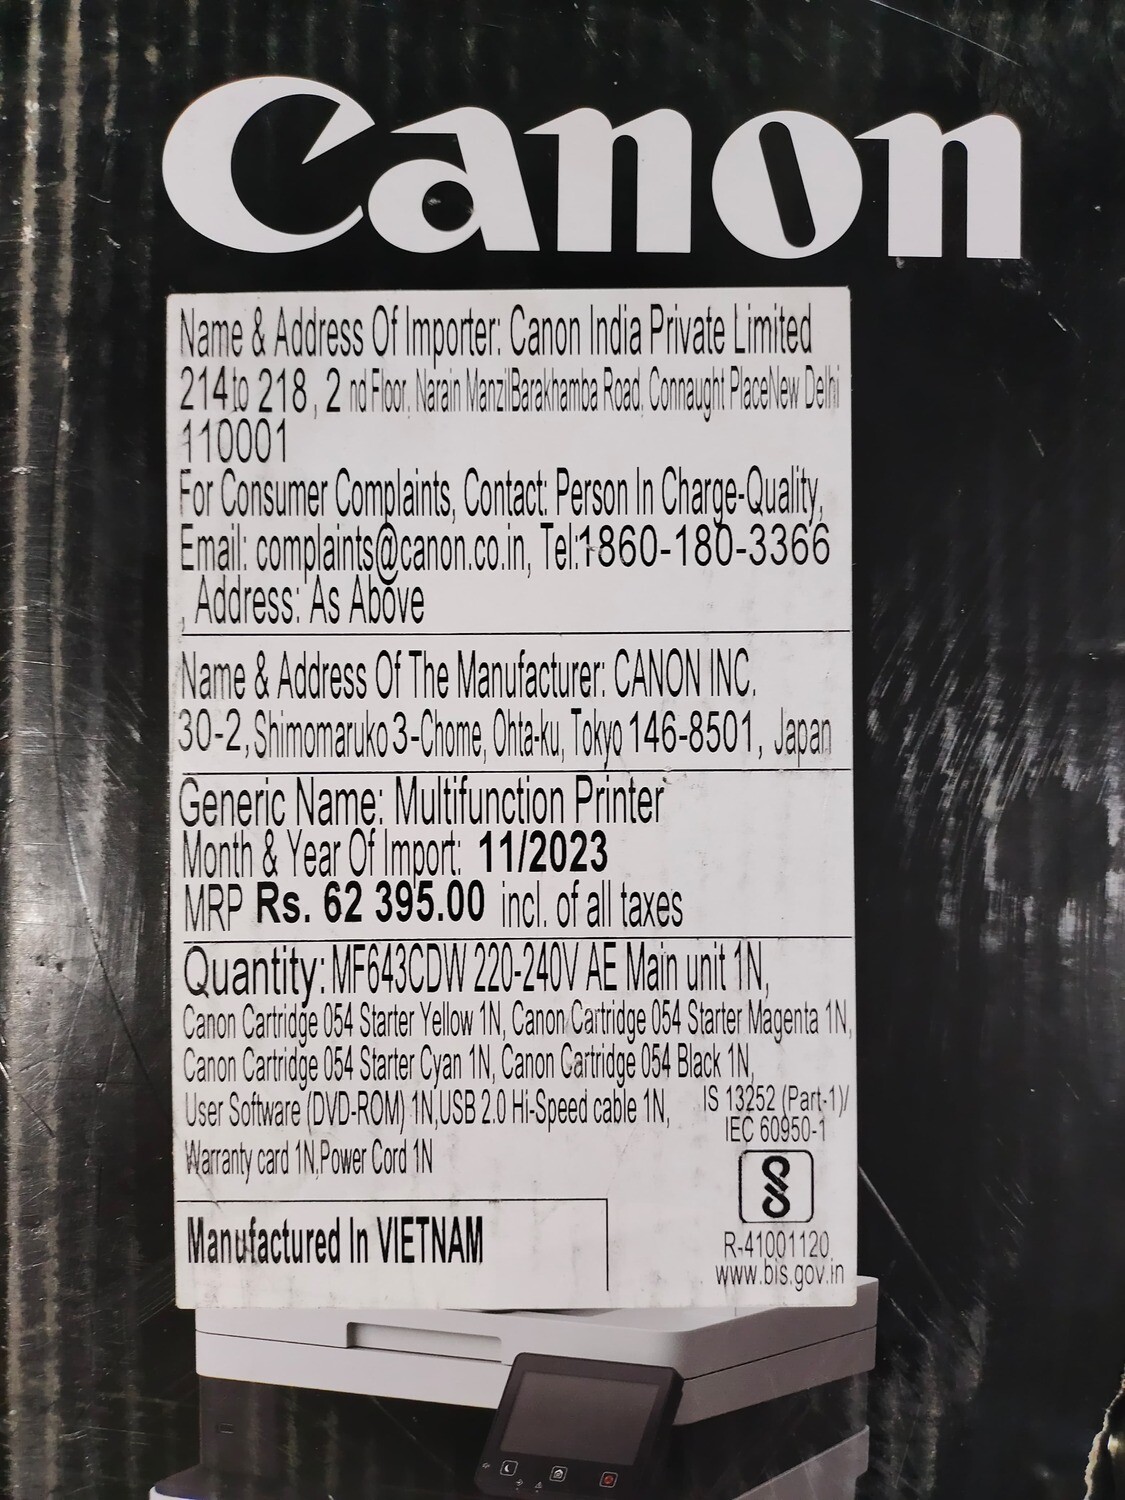 Canon
Name & Address Of Importer: Canon India Private Limited
214 to 218 , 2 nd Floor, Narain ManzilBarakhamba Road, Connaught PlaceNew Delhi
110001
For Consumer Complaints, Contact: Person In Charge-Quality,
Email: complaints@canon.co.in, Tel:1860-180-3366
, Address: As Above
Name & Address Of The Manufacturer: CANON INC.
30-2, Shimomaruko 3-Chome, Ohta-ku, Tokyo 146-8501, Japan
Generic Name: Multifunction Printer
Month & Year Of Import: 11/2023
MRP Rs. 62 395.00 incl. of all taxes
Quantity: MF643CDW 220-240V AE Main unit 1N,
Canon Cartridge 054 Starter Yellow 1N, Canon Cartridge 054 Starter Magenta 1N,
Canon Cartridge 054 Starter Cyan 1N, Canon Cartridge 054 Black 1N,
User Software (DVD-ROM) 1N,USB 2.0 Hi-Speed cable 1N,
Warranty card 1N,Power Cord 1N
IS 13252 (Part-1)/
IEC 60950-1
R-41001120
www.bis.gov.in
Manufactured In VIETNAM